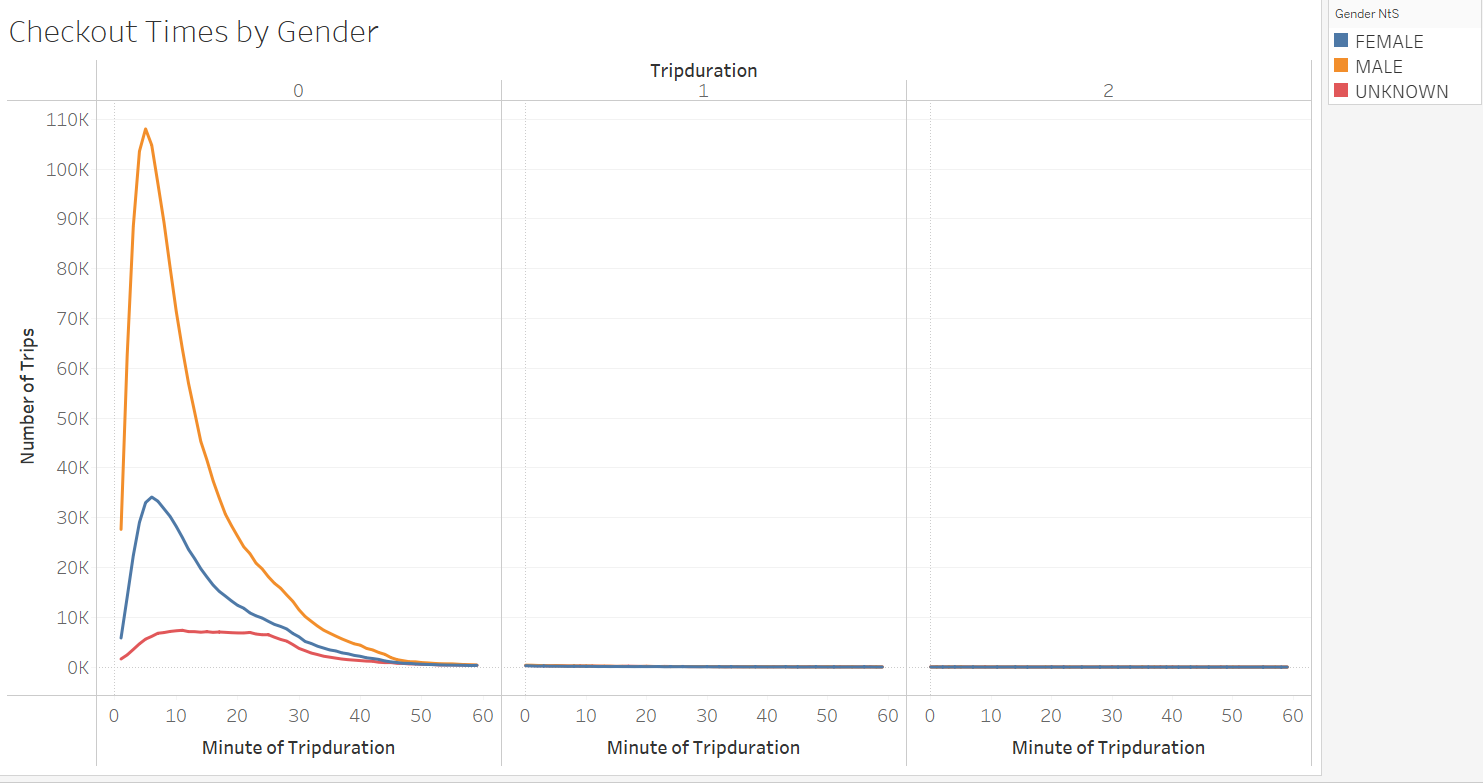 Checkout Times by Gender
Gender NtS
FEMALE
MALE
UNKNOWN
Tripduration
0 1 2
110K
100K
90K
80K
70K
60K
50K
40K
30K
20K
10K
0K
Number of Trips
0 10 20 30 40 50 60 0 10 20 30 40 50 60 0 10 20 30 40 50 60
Minute of Tripduration Minute of Tripduration Minute of Tripduration